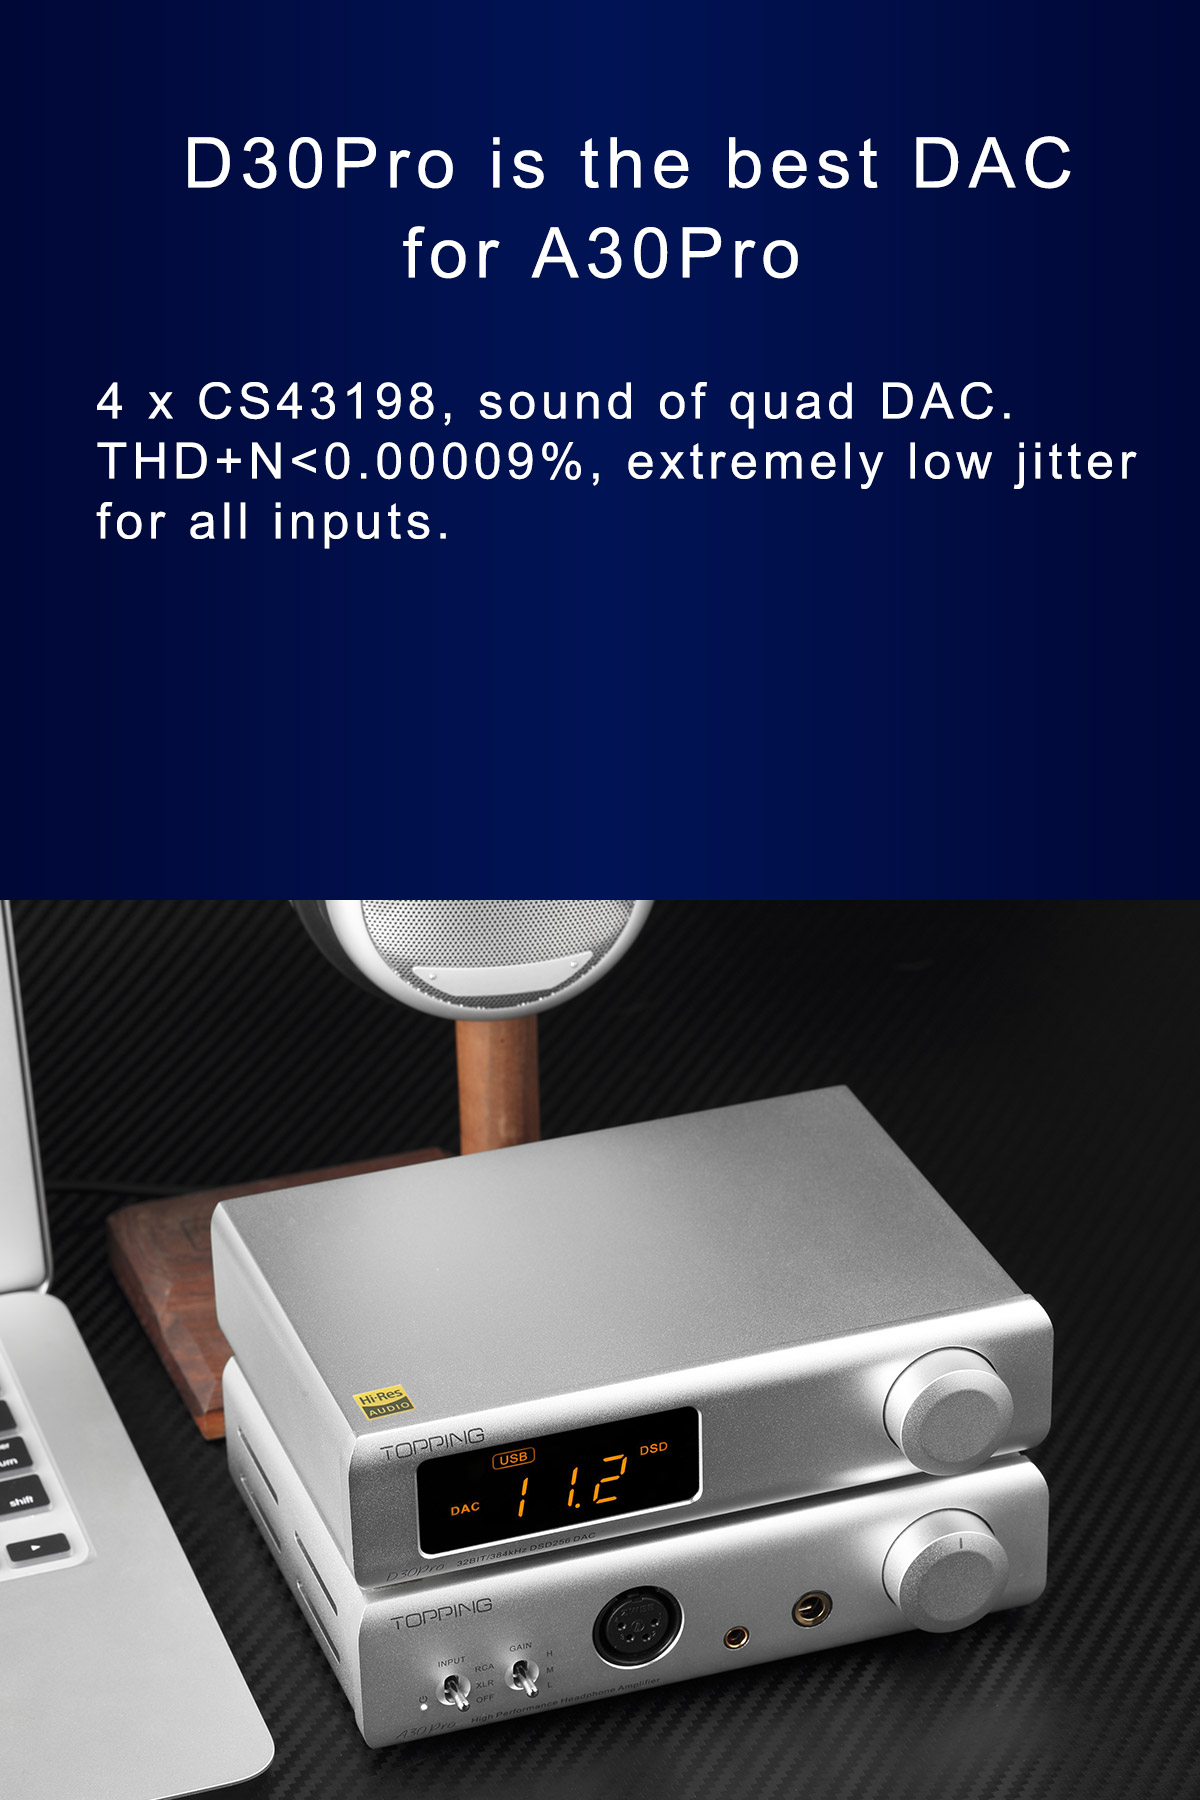 D30Pro is the best DAC
for A30Pro
4 x CS43198, sound of quad DAC.
THD+N<0.00009%, extremely low jitter
for all inputs.
Hi-Res
AUDIO
TOPPING
USB
DSD
DAC 11.2
D30Pro 32BIT/384kHz DSD256 DAC
shift
TOPPING
INPUT
GAIN
RCA
H
XLR
M
OFF
L
A30 Pro High Performance Headphone Amplifier